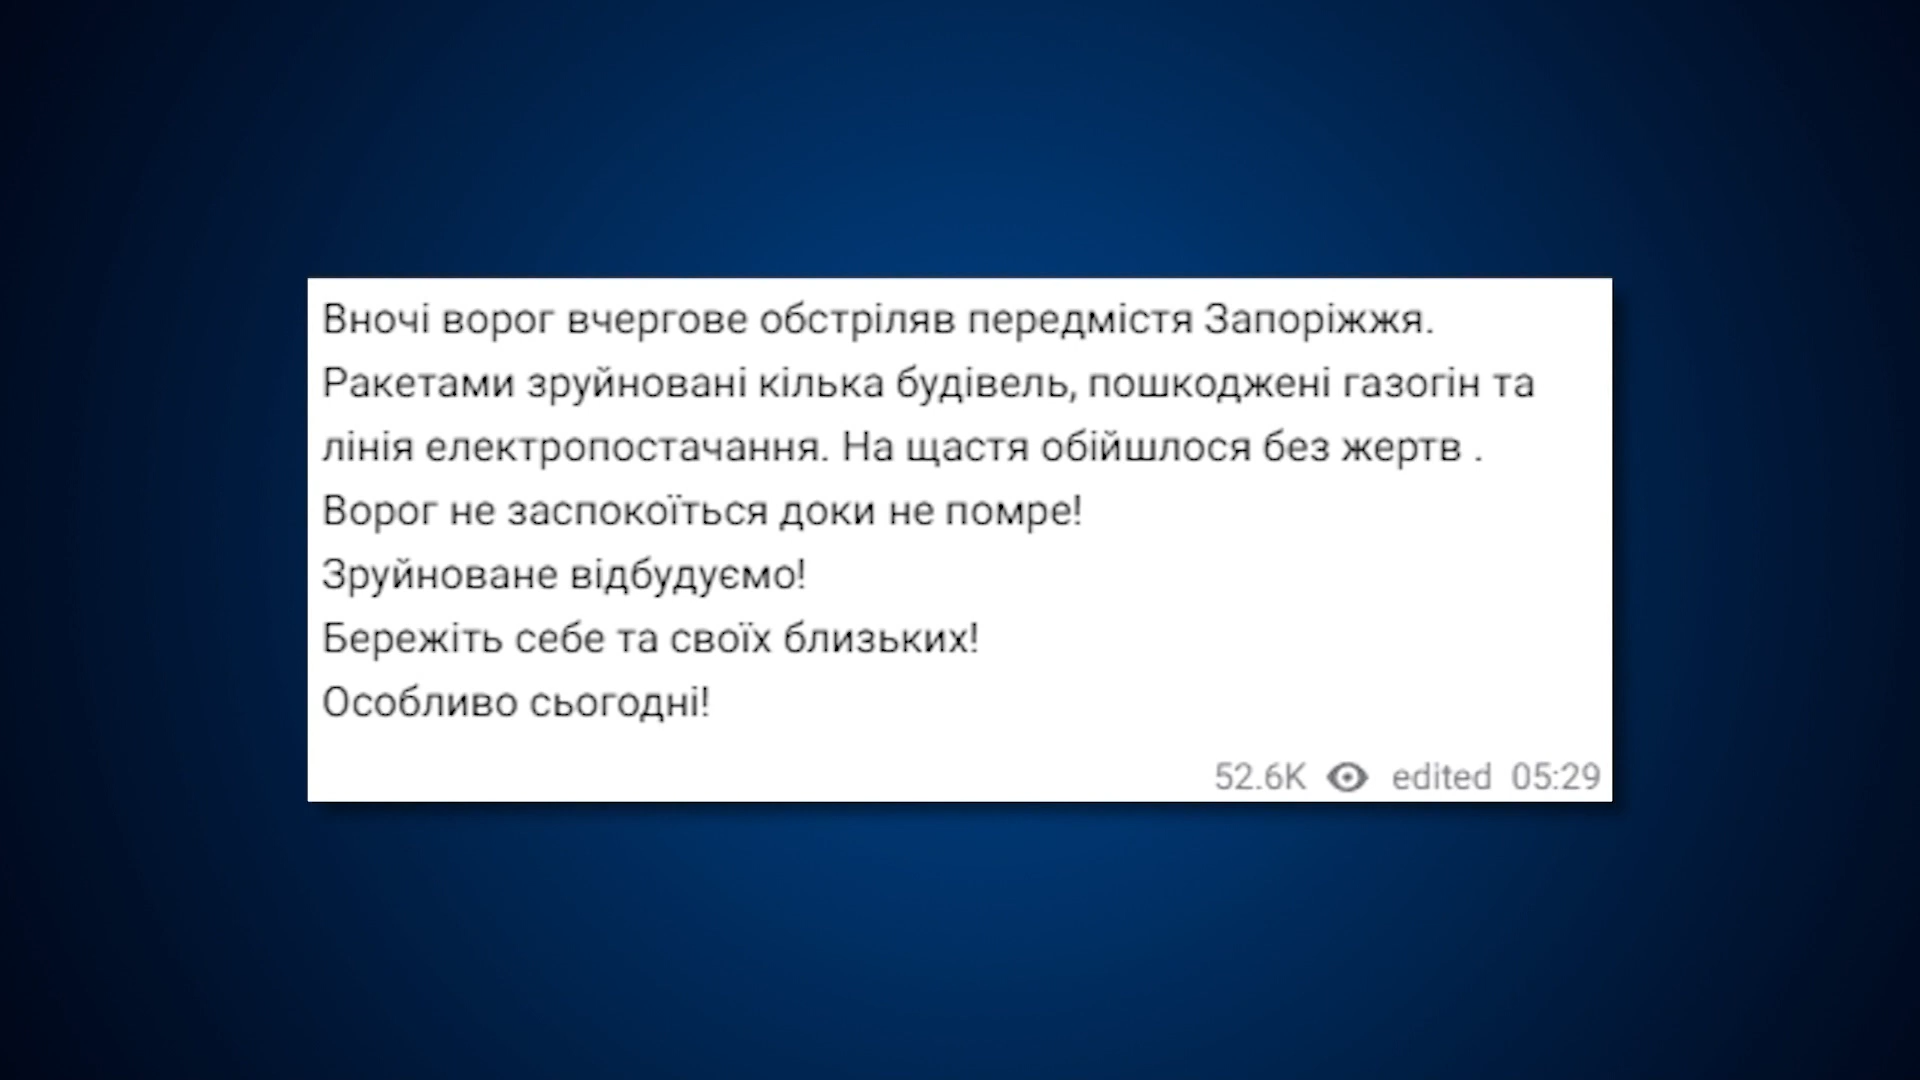 Вночі ворог вчергове обстріляв передмістя Запоріжжя.
Ракетами зруйновані кілька будівель, пошкоджені газогін та
лінія електропостачання. На щастя обійшлося без жертв .
Ворог не заспокоїться доки не помре!
Зруйноване відбудуємо!
Бережіть себе та своїх близьких!
Особливо сьогодні!
52.6K edited 05:29